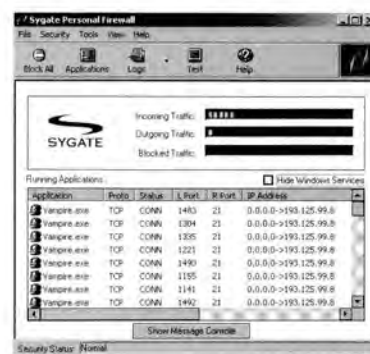 Sygate Personal Firewall
File Security Tools View Help
Block All Applications Logs Test Help
Incoming Traffic:
Outgoing Traffic:
Blocked Traffic:
SYGATE
Running Applications:
Hide Windows Services
Application Proto Status L Port R Port IP Address
Vampire.exe TCP CONN 1483 21 0.0.0.0->193.125.99.8
Vampire.exe TCP CONN 1304 21 0.0.0.0->193.125.99.8
Vampire.exe TCP CONN 1335 21 0.0.0.0->193.125.99.8
Vampire.exe TCP CONN 1221 21 0.0.0.0->193.125.99.8
Vampire.exe TCP CONN 1490 21 0.0.0.0->193.125.99.8
Vampire.exe TCP CONN 1155 21 0.0.0.0->193.125.99.8
Vampire.exe TCP CONN 1141 21 0.0.0.0->193.125.99.8
Vampire.exe TCP CONN 1492 21 0.0.0.0->193.125.99.8
Show Message Console
Security Status: Normal